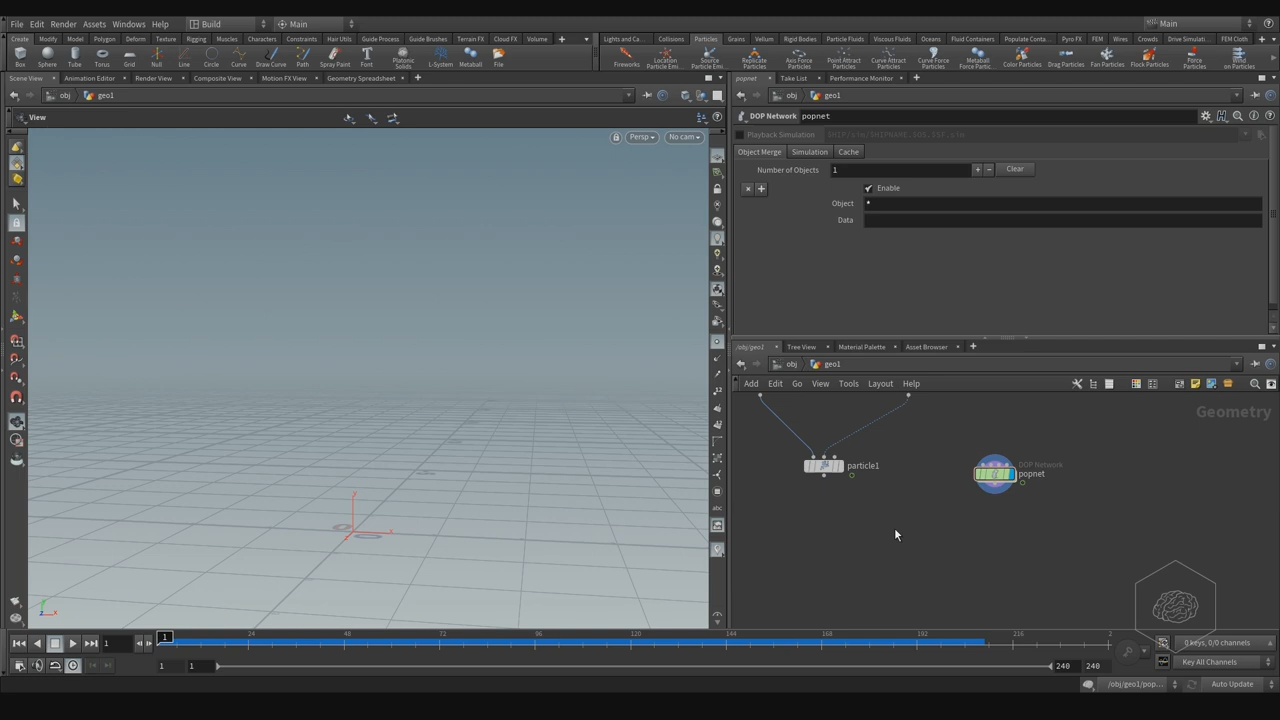 File Edit Render Assets Windows Help Build Main Main
Create Modify Model Polygon Deform Texture Rigging Muscles Characters Constraints Hair Utils Guide Process Guide Brushes Terrain FX Cloud FX Volume
Lights and Ca... Collisions Particles Grains Vellum Rigid Bodies Particle Fluids Viscous Fluids Oceans Fluid Containers Populate Conta... Pyro FX FEM Wires Crowds Drive Simulati... FEM Cloth
Box Sphere Tube Torus Grid Null Line Circle Curve Draw Curve Path Spray Paint Font Platonic Solids L-System Metaball File
Fireworks Location Particle Emi... Source Particle Emi... Replicate Particles Axis Force Particles Point Attract Particles Curve Attract Particles Curve Force Particles Metaball Force Partic... Color Particles Drag Particles Fan Particles Flock Particles Force Particles Wind on Particles
Scene View Animation Editor Render View Composite View Motion FX View Geometry Spreadsheet
popnet Take List Performance Monitor
obj geo1
obj geo1
View
Persp No cam
DOP Network popnet
Playback Simulation
Object Merge Simulation Cache
Number of Objects 1 Clear
Enable
Object *
Data
/obj/geo1 Tree View Material Palette Asset Browser
obj geo1
Add Edit Go View Tools Layout Help
Geometry
particle1
DOP Network
popnet
y
x
z
abc
1
1 24 48 72 96 120 144 168 192 216 2
0 keys, 0/0 channels
1 1 240 240
Key All Channels
/obj/geo1/pop... Auto Update